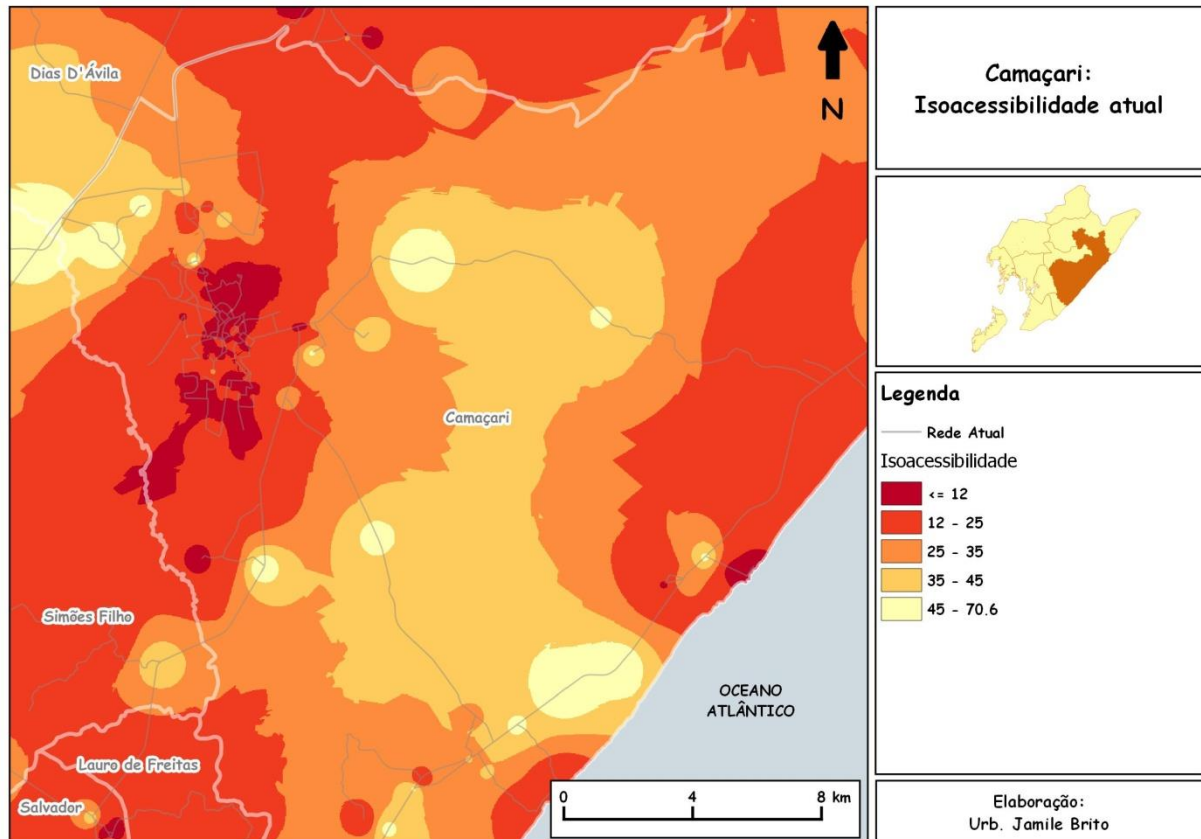 Dias D'Ávila
N
Camaçari
Simões Filho
Lauro de Freitas
Salvador
OCEANO
ATLÂNTICO
0 4 8 km
Camaçari:
Isoacessibilidade atual
Legenda
Rede Atual
Isoacessibilidade
<= 12
12 - 25
25 - 35
35 - 45
45 - 70.6
Elaboração:
Urb. Jamile Brito